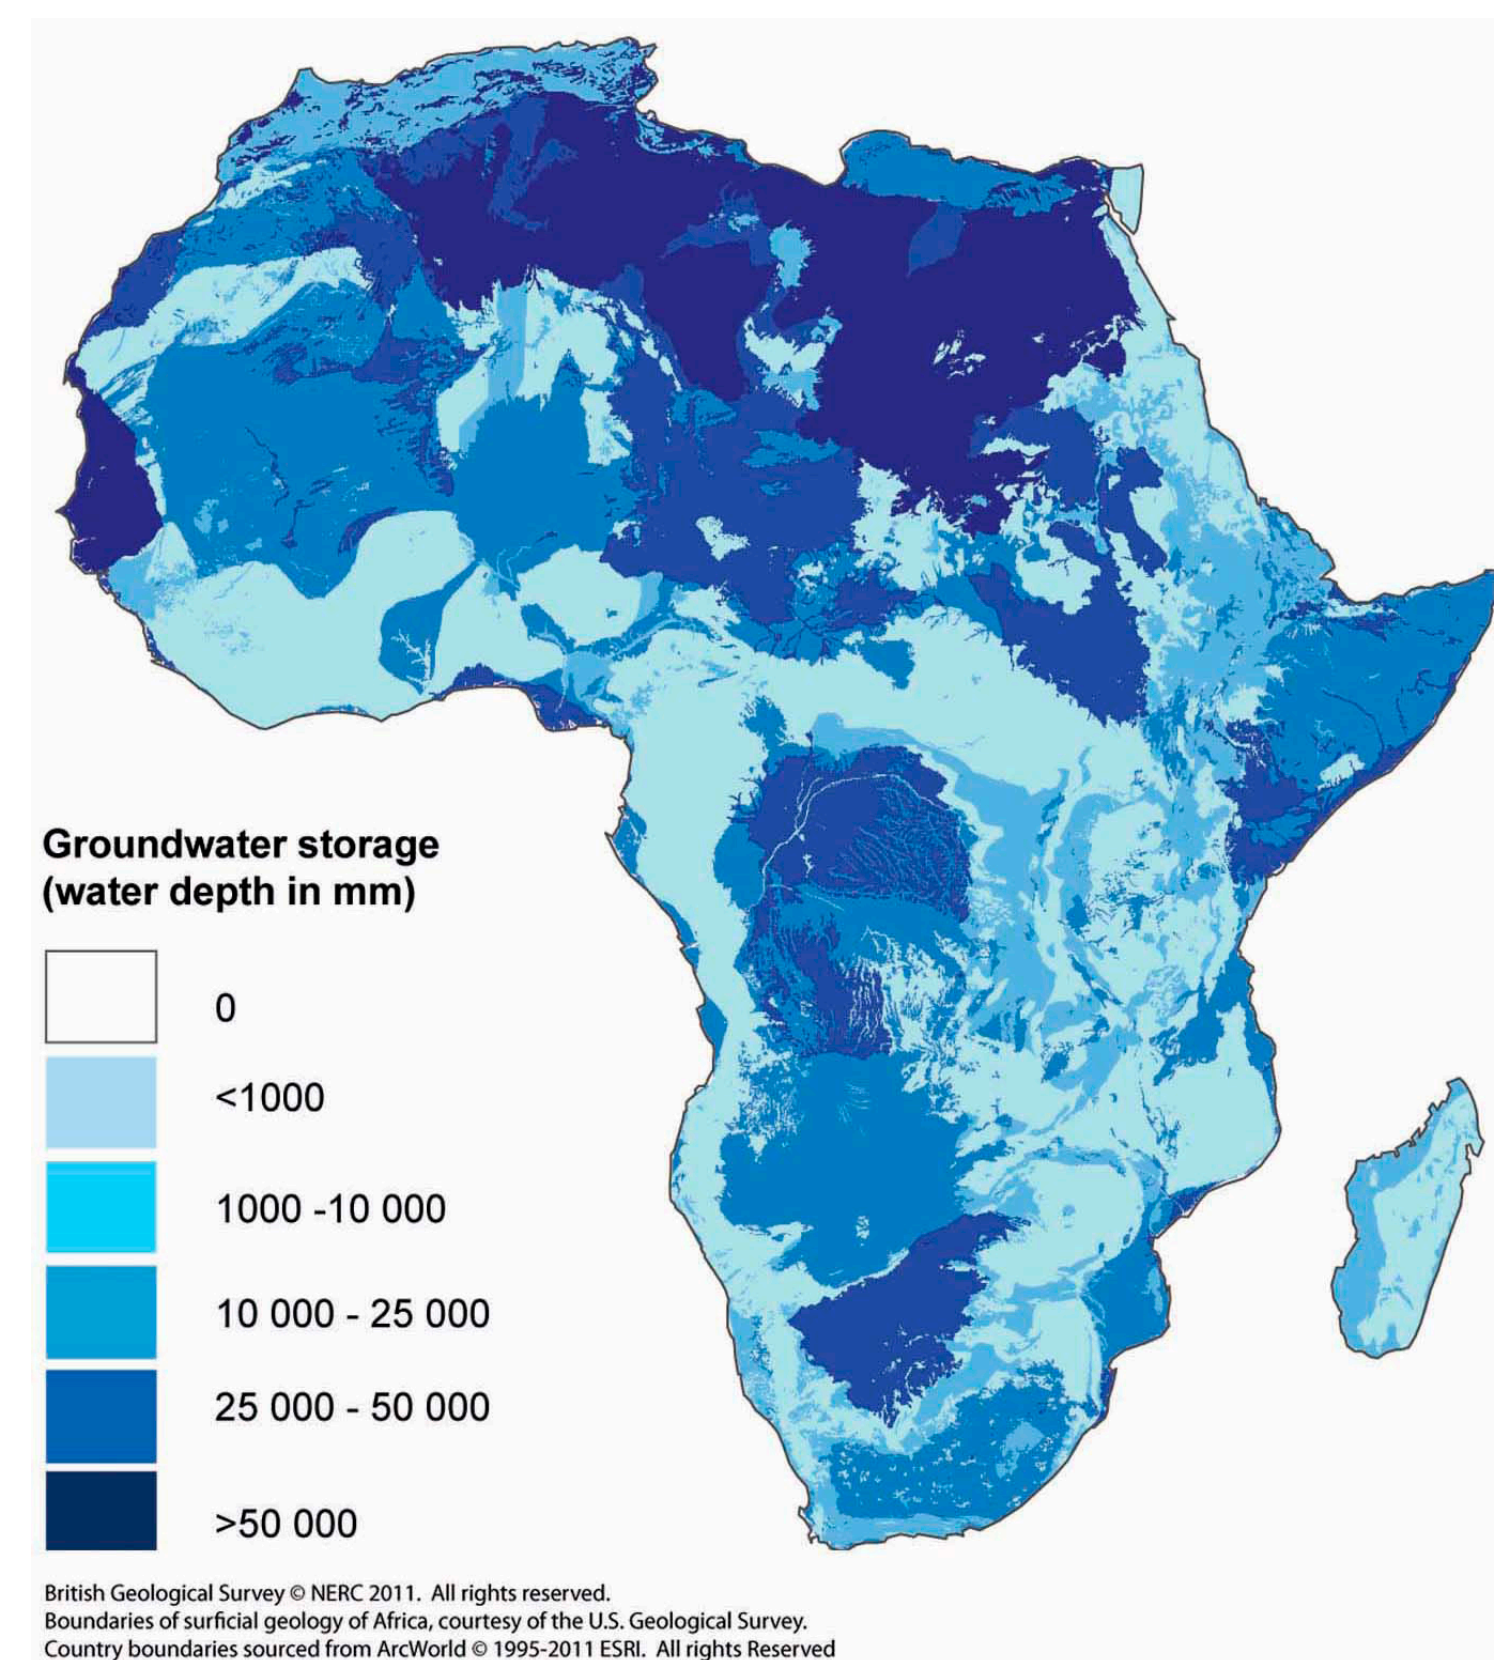 Groundwater storage
(water depth in mm)
0
<1000
1000 -10 000
10 000 - 25 000
25 000 - 50 000
>50 000
British Geological Survey © NERC 2011. All rights reserved.
Boundaries of surficial geology of Africa, courtesy of the U.S. Geological Survey.
Country boundaries sourced from ArcWorld © 1995-2011 ESRI. All rights Reserved